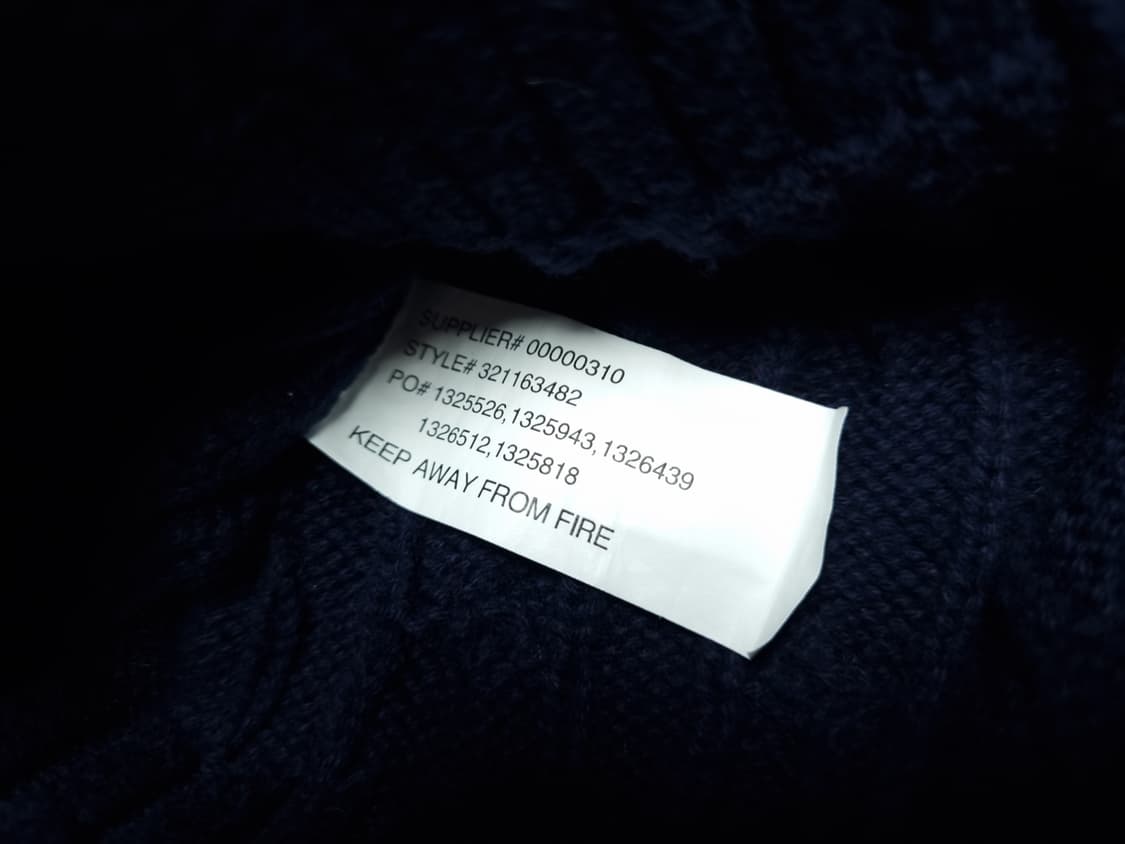 SUPPLIER# 00000310
STYLE# 321163482
PO# 1325526,1325943,1326439
1326512,1325818
KEEP AWAY FROM FIRE